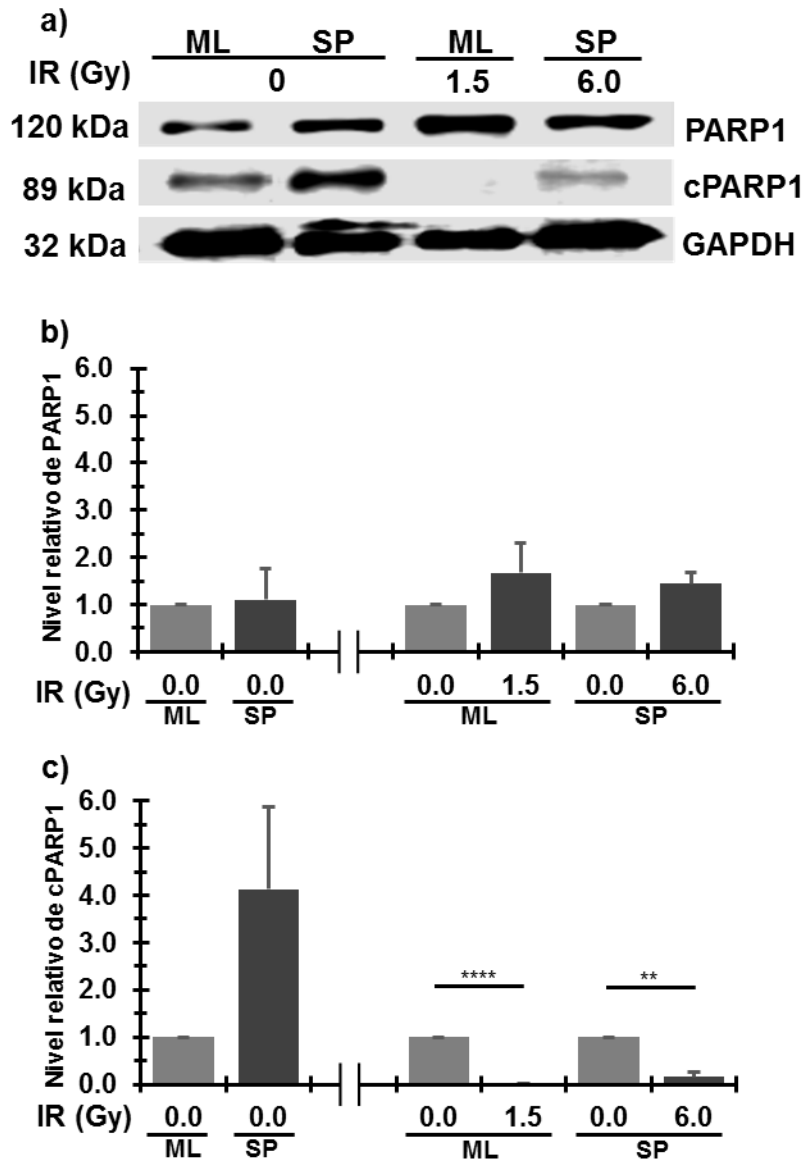 a)
ML SP ML SP
IR (Gy) 0 1.5 6.0
120 kDa PARP1
89 kDa cPARP1
32 kDa GAPDH
b)
Nivel relativo de PARP1
6.0
5.0
4.0
3.0
2.0
1.0
0.0
IR (Gy) 0.0 0.0 0.0 1.5 0.0 6.0
ML SP ML SP
c)
Nivel relativo de cPARP1
6.0
5.0
4.0
3.0
2.0
1.0
0.0
**** **
IR (Gy) 0.0 0.0 0.0 1.5 0.0 6.0
ML SP ML SP